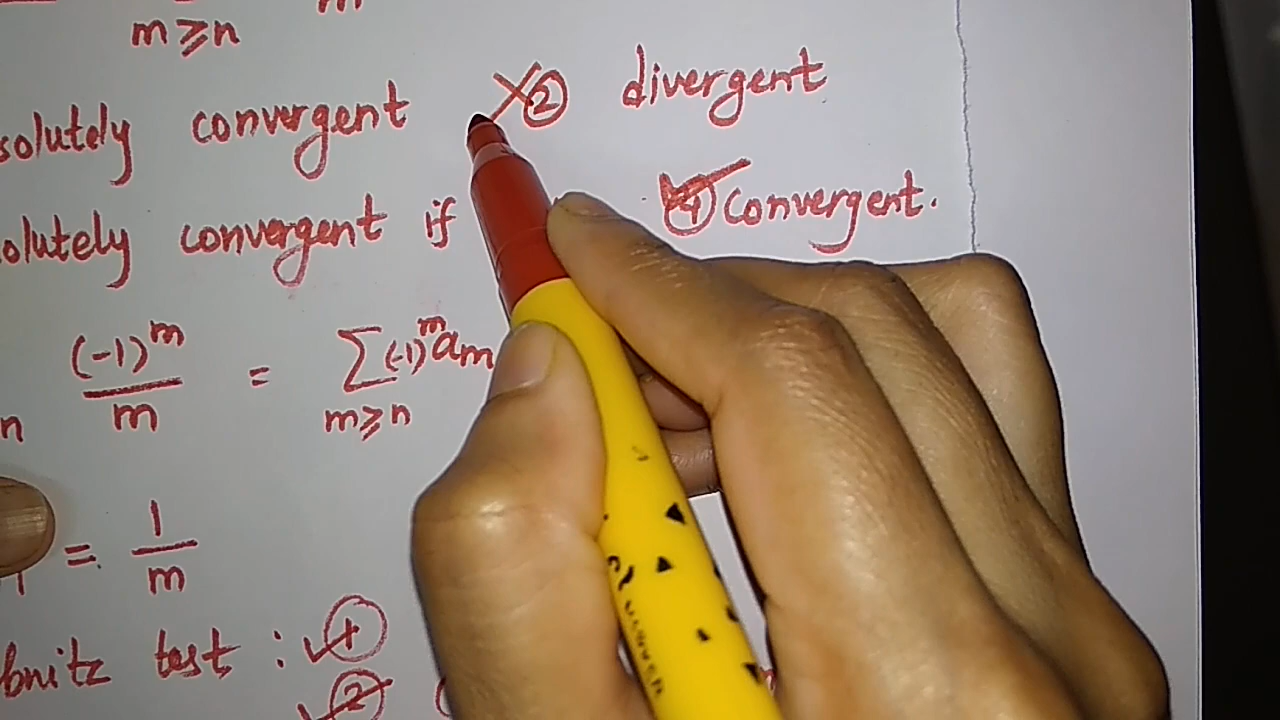 m≥n m
solutely convergent ② divergent
olutely convergent if ④ convergent.
(-1)^m/m = ∑(-1)^m a_m
n m≥n
= 1/m
bnitz test : ①
②